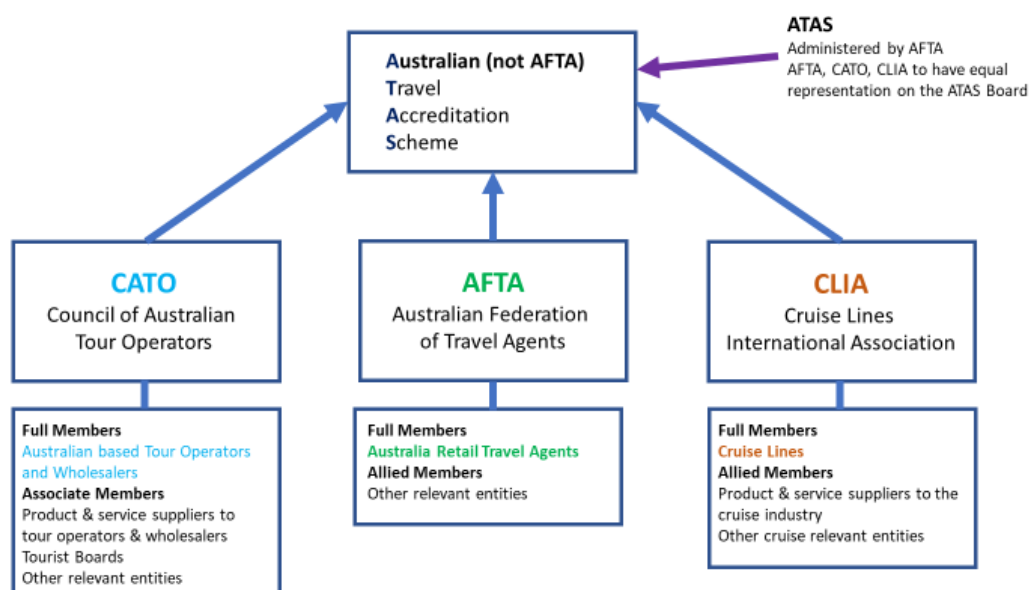 ATAS
Administered by AFTA
AFTA, CATO, CLIA to have equal
representation on the ATAS Board
Australian (not AFTA)
Travel
Accreditation
Scheme
CATO
Council of Australian
Tour Operators
AFTA
Australian Federation
of Travel Agents
CLIA
Cruise Lines
International Association
Full Members
Australian based Tour Operators
and Wholesalers
Associate Members
Product & service suppliers to
tour operators & wholesalers
Tourist Boards
Other relevant entities
Full Members
Australia Retail Travel Agents
Allied Members
Other relevant entities
Full Members
Cruise Lines
Allied Members
Product & service suppliers to the
cruise industry
Other cruise relevant entities